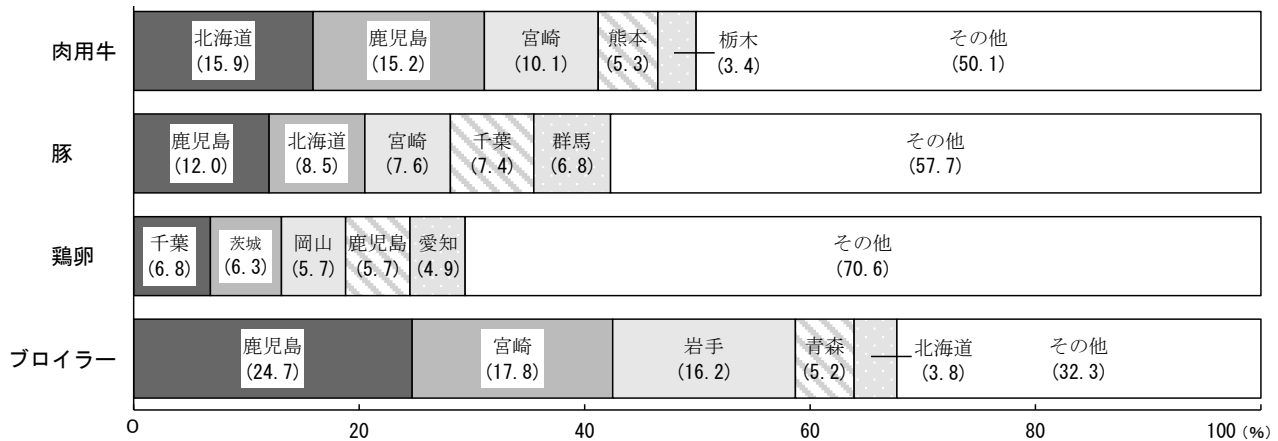 肉用牛
北海道
(15.9)
鹿児島
(15.2)
宮崎
(10.1)
熊本
(5.3)
栃木
(3.4)
その他
(50.1)
豚
鹿児島
(12.0)
北海道
(8.5)
宮崎
(7.6)
千葉
(7.4)
群馬
(6.8)
その他
(57.7)
鶏卵
千葉
(6.8)
茨城
(6.3)
岡山
(5.7)
鹿児島
(5.7)
愛知
(4.9)
その他
(70.6)
ブロイラー
鹿児島
(24.7)
宮崎
(17.8)
岩手
(16.2)
青森
(5.2)
北海道
(3.8)
その他
(32.3)
0 20 40 60 80 100 (%)